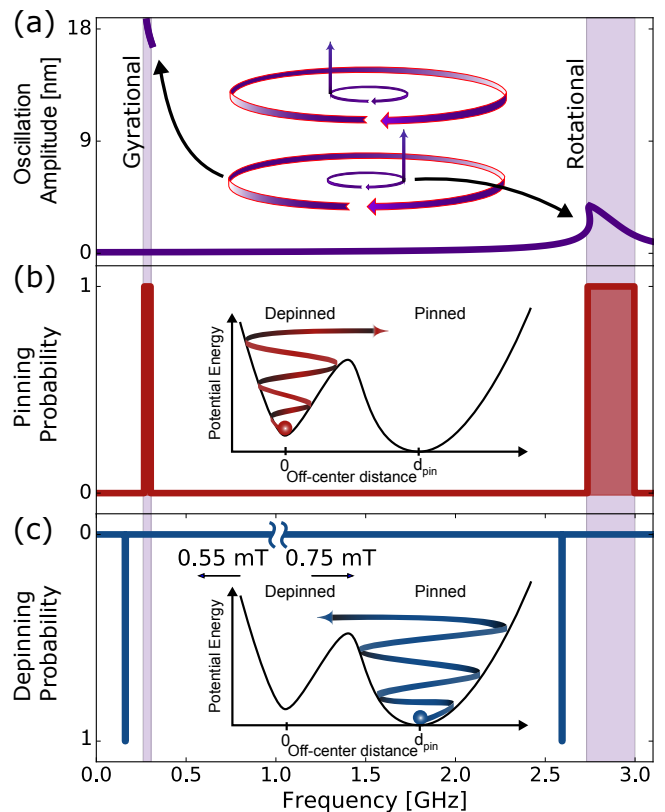 (a)
18
9
0
Oscillation
Amplitude [nm]
Gyrational
Rotational
(b)
1
0
Pinning
Probability
Depinned Pinned
Potential Energy
0 d_pin
Off-center distance
(c)
0
1
Depinning
Probability
0.55 mT 0.75 mT
Depinned Pinned
Potential Energy
0 d_pin
Off-center distance
0.0 0.5 1.0 1.5 2.0 2.5 3.0
Frequency [GHz]